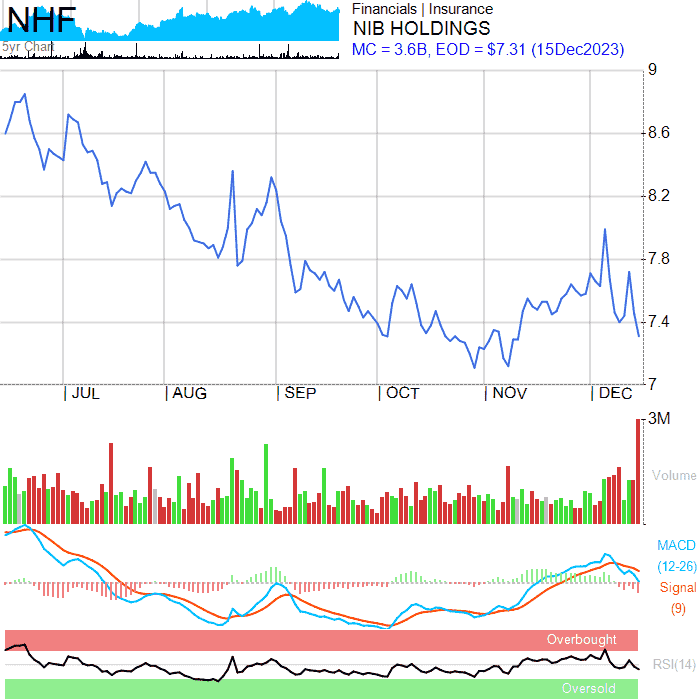 NHF
5yr Chart
Financials | Insurance
NIB HOLDINGS
MC = 3.6B, EOD = $7.31 (15Dec2023)
9
8.6
8.2
7.8
7.4
7
| JUL | AUG | SEP | OCT | NOV | DEC
3M
Volume
MACD
(12-26)
Signal
(9)
Overbought
RSI(14)
Oversold